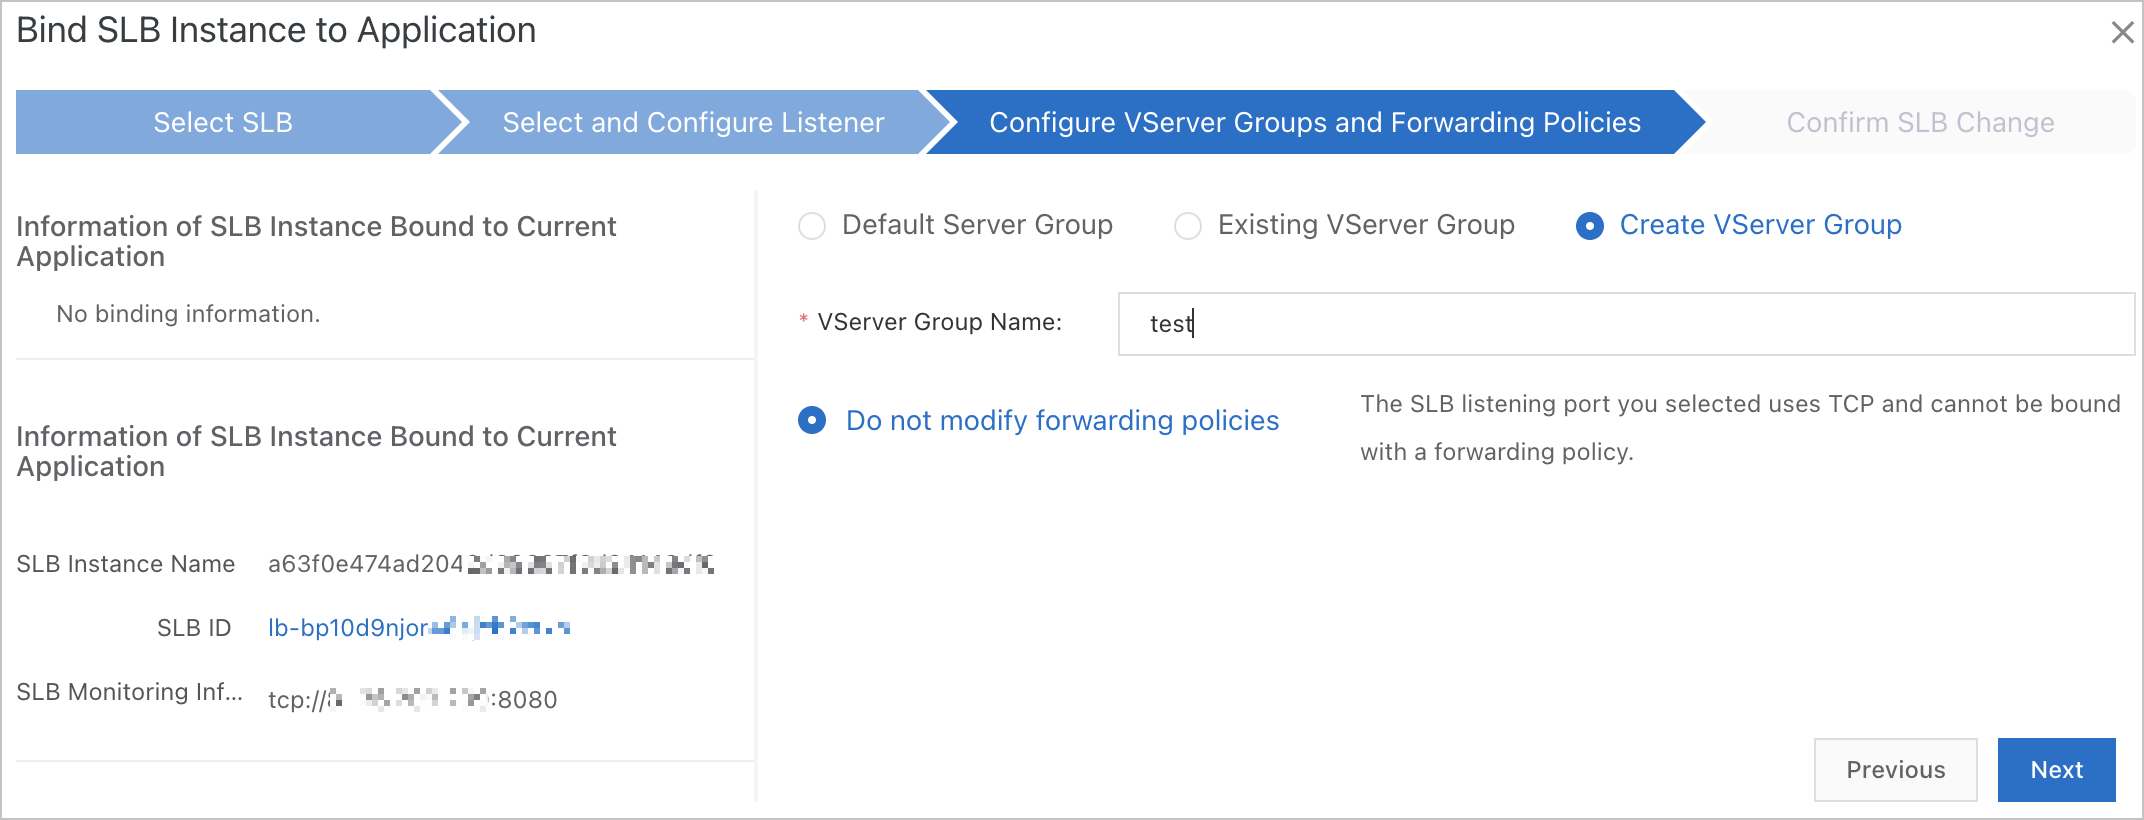 Bind SLB Instance to Application
Select SLB
Select and Configure Listener
Configure VServer Groups and Forwarding Policies
Confirm SLB Change
Information of SLB Instance Bound to Current
Application
No binding information.
Information of SLB Instance Bound to Current
Application
SLB Instance Name a63f0e474ad204
SLB ID lb-bp10d9njor
SLB Monitoring Inf... tcp:// :8080
Default Server Group
Existing VServer Group
Create VServer Group
* VServer Group Name: test
Do not modify forwarding policies
The SLB listening port you selected uses TCP and cannot be bound
with a forwarding policy.
Previous
Next